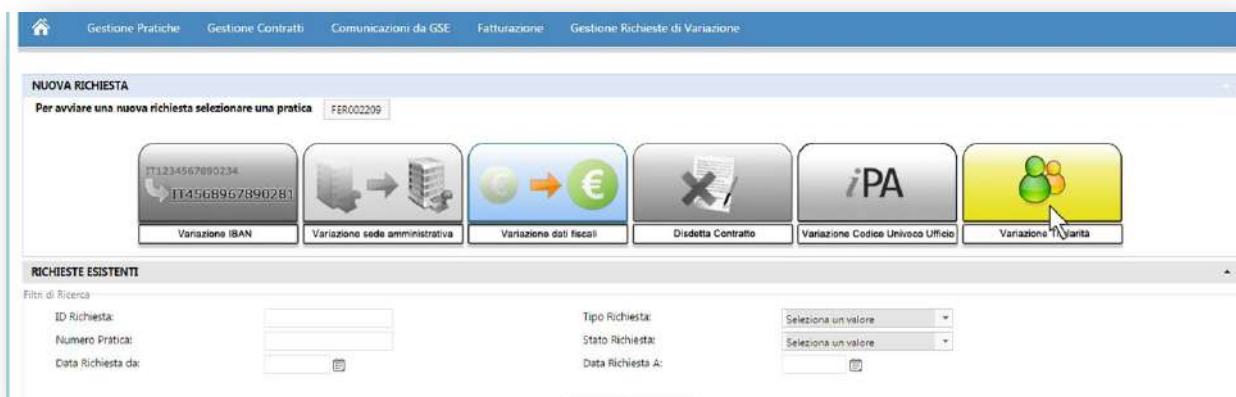 Gestione Pratiche Gestione Contratti Comunicazioni da GSE Fatturazione Gestione Richieste di Variazione
NUOVA RICHIESTA
Per avviare una nuova richiesta selezionare una pratica FER002209
IT1234567890234
IT4568967890281
iPA
Variazione IBAN Variazione sede amministrativa Variazione dati fiscali Disdetta Contratto Variazione Codice Univoco Ufficio Variazione
RICHIESTE ESISTENTI
Filtri di Ricerca
ID Richiesta: Tipo Richiesta: Seleziona un valore
Numero Pratica: Stato Richiesta: Seleziona un valore
Data Richiesta da: Data Richiesta A: